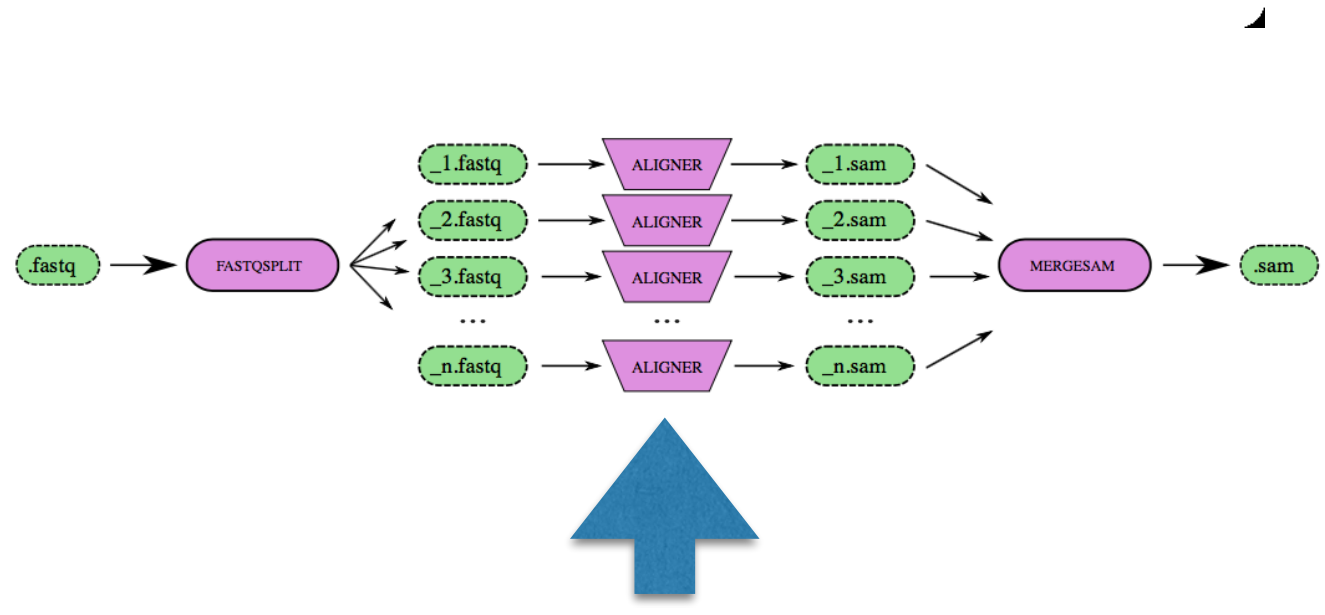 _1.fastq ALIGNER _1.sam
_2.fastq ALIGNER _2.sam
.fastq FASTQSPLIT _3.fastq ALIGNER _3.sam MERGESAM .sam
... ... ...
_n.fastq ALIGNER _n.sam